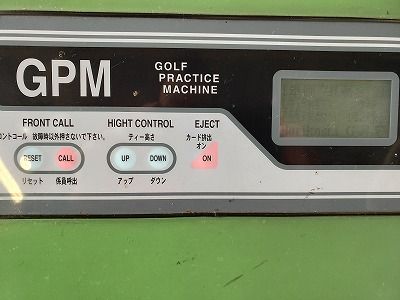 GPM
GOLF
PRACTICE
MACHINE
FRONT CALL
コントロール 故障時以外押さないで下さい。
RESET CALL
リセット 係員呼出
HIGHT CONTROL
ティー高さ
UP DOWN
アップ ダウン
EJECT
カード排出
オン
ON